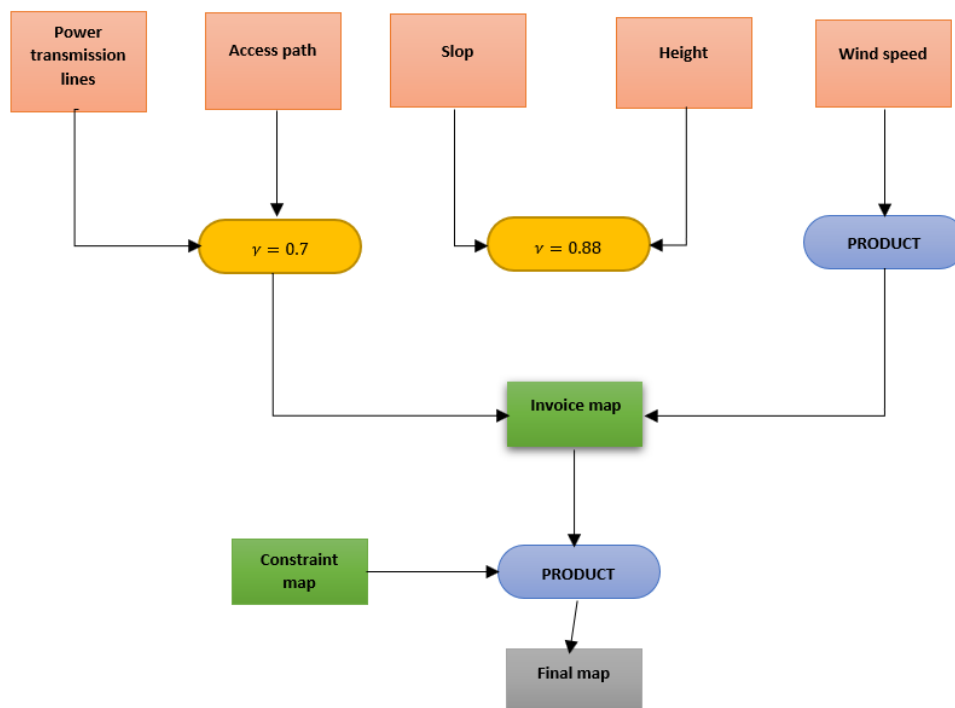 Power
transmission
lines
Access path
Slop
Height
Wind speed
γ = 0.7
γ = 0.88
PRODUCT
Invoice map
Constraint
map
PRODUCT
Final map